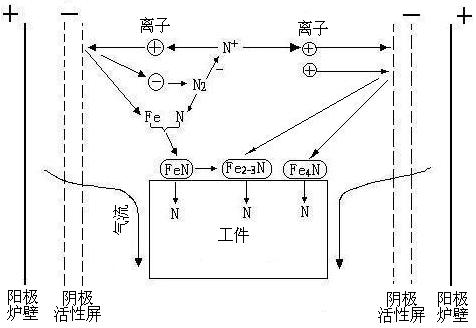 + − − +
离子 离子
+ N⁺ +
− − N₂ +
Fe N
FeN Fe₂₋₃N Fe₄N
N N N
气流 工件
阳极 阴极 阴极 阳极
炉壁 活性屏 活性屏 炉壁